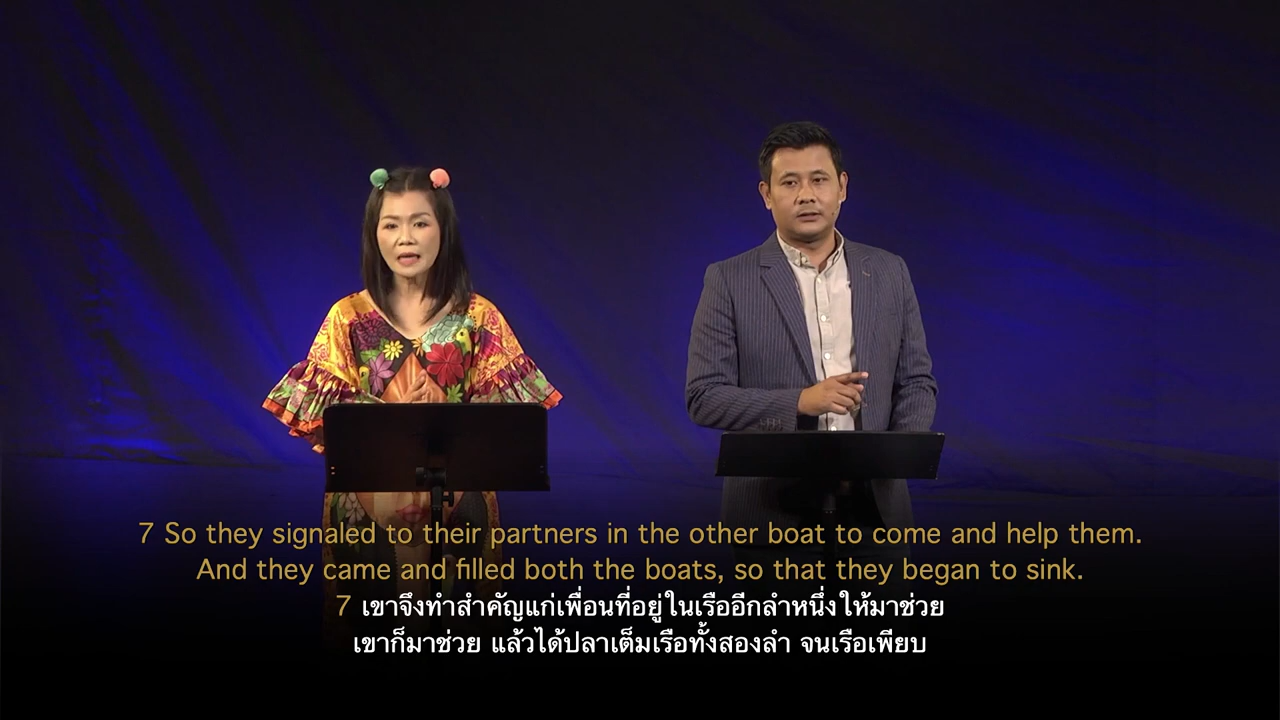 7 So they signaled to their partners in the other boat to come and help them.
And they came and filled both the boats, so that they began to sink.
7 เขาจึงทำสำคัญแก่เพื่อนที่อยู่ในเรืออีกลำหนึ่งให้มาช่วย
เขาก็มาช่วย แล้วได้ปลาเต็มเรือทั้งสองลำ จนเรือเพียบ